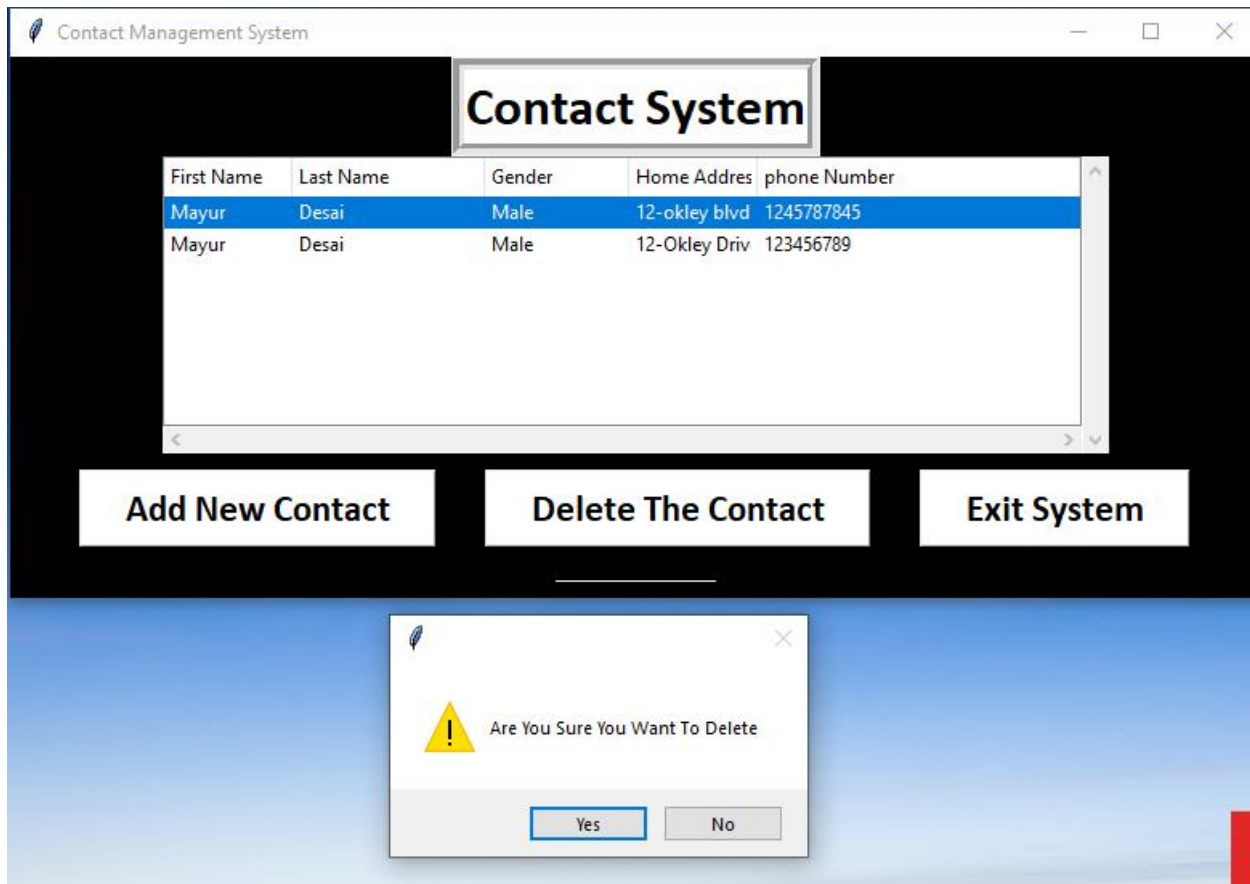 Contact Management System
Contact System
First Name Last Name Gender Home Addres phone Number
Mayur Desai Male 12-okley blvd 1245787845
Mayur Desai Male 12-Okley Driv 123456789
Add New Contact Delete The Contact Exit System
Are You Sure You Want To Delete
Yes No